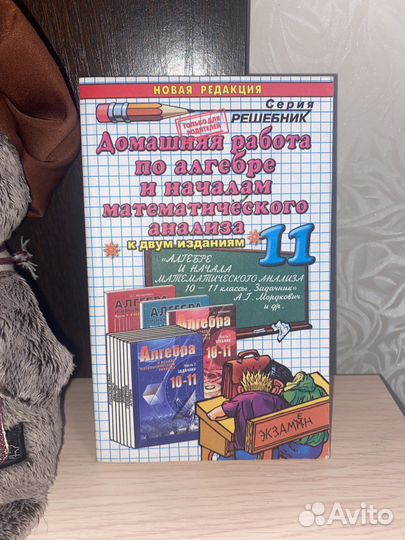 НОВАЯ РЕДАКЦИЯ
Серия
РЕШЕБНИК
ТОЛЬКО ДЛЯ
РОДИТЕЛЕЙ
Домашняя работа
по алгебре
и началам
математического
анализа
к двум изданиям
11
«АЛГЕБРА
И НАЧАЛА
МАТЕМАТИЧЕСКОГО АНАЛИЗА
10 – 11 классы. Задачник»
А.Г. Мордкович
и др.
Алгебра
10-11
Алгебра
10-11
ЭКЗАМЕН
Avito